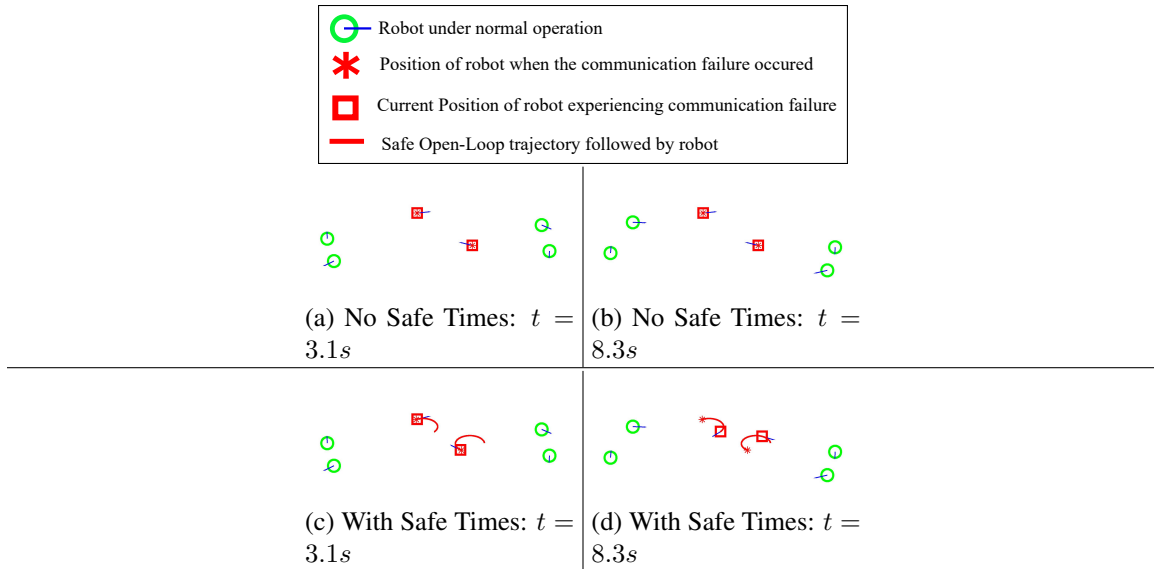 Robot under normal operation
Position of robot when the communication failure occured
Current Position of robot experiencing communication failure
Safe Open-Loop trajectory followed by robot
(a) No Safe Times: t =
3.1s
(b) No Safe Times: t =
8.3s
(c) With Safe Times: t =
3.1s
(d) With Safe Times: t =
8.3s